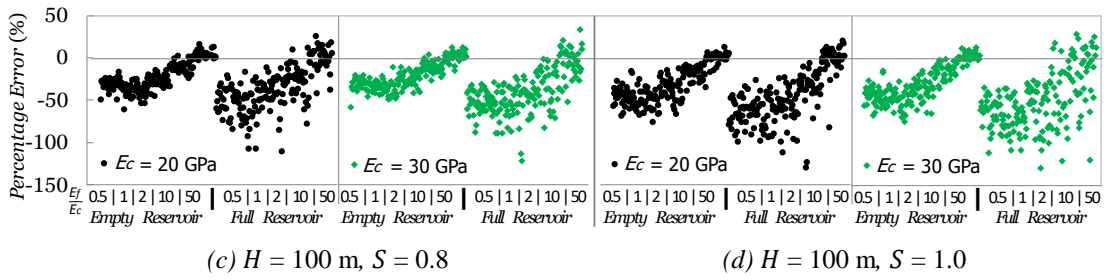 Percentage Error (%)
50
0
-50
-100
-150
Ec = 20 GPa
Ec = 30 GPa
Ec = 20 GPa
Ec = 30 GPa
Ef/Ec
0.5 | 1 | 2 | 10 | 50 | 0.5 | 1 | 2 | 10 | 50
0.5 | 1 | 2 | 10 | 50 | 0.5 | 1 | 2 | 10 | 50
0.5 | 1 | 2 | 10 | 50 | 0.5 | 1 | 2 | 10 | 50
0.5 | 1 | 2 | 10 | 50 | 0.5 | 1 | 2 | 10 | 50
Empty Reservoir Full Reservoir
Empty Reservoir Full Reservoir
Empty Reservoir Full Reservoir
Empty Reservoir Full Reservoir
(c) H = 100 m, S = 0.8
(d) H = 100 m, S = 1.0